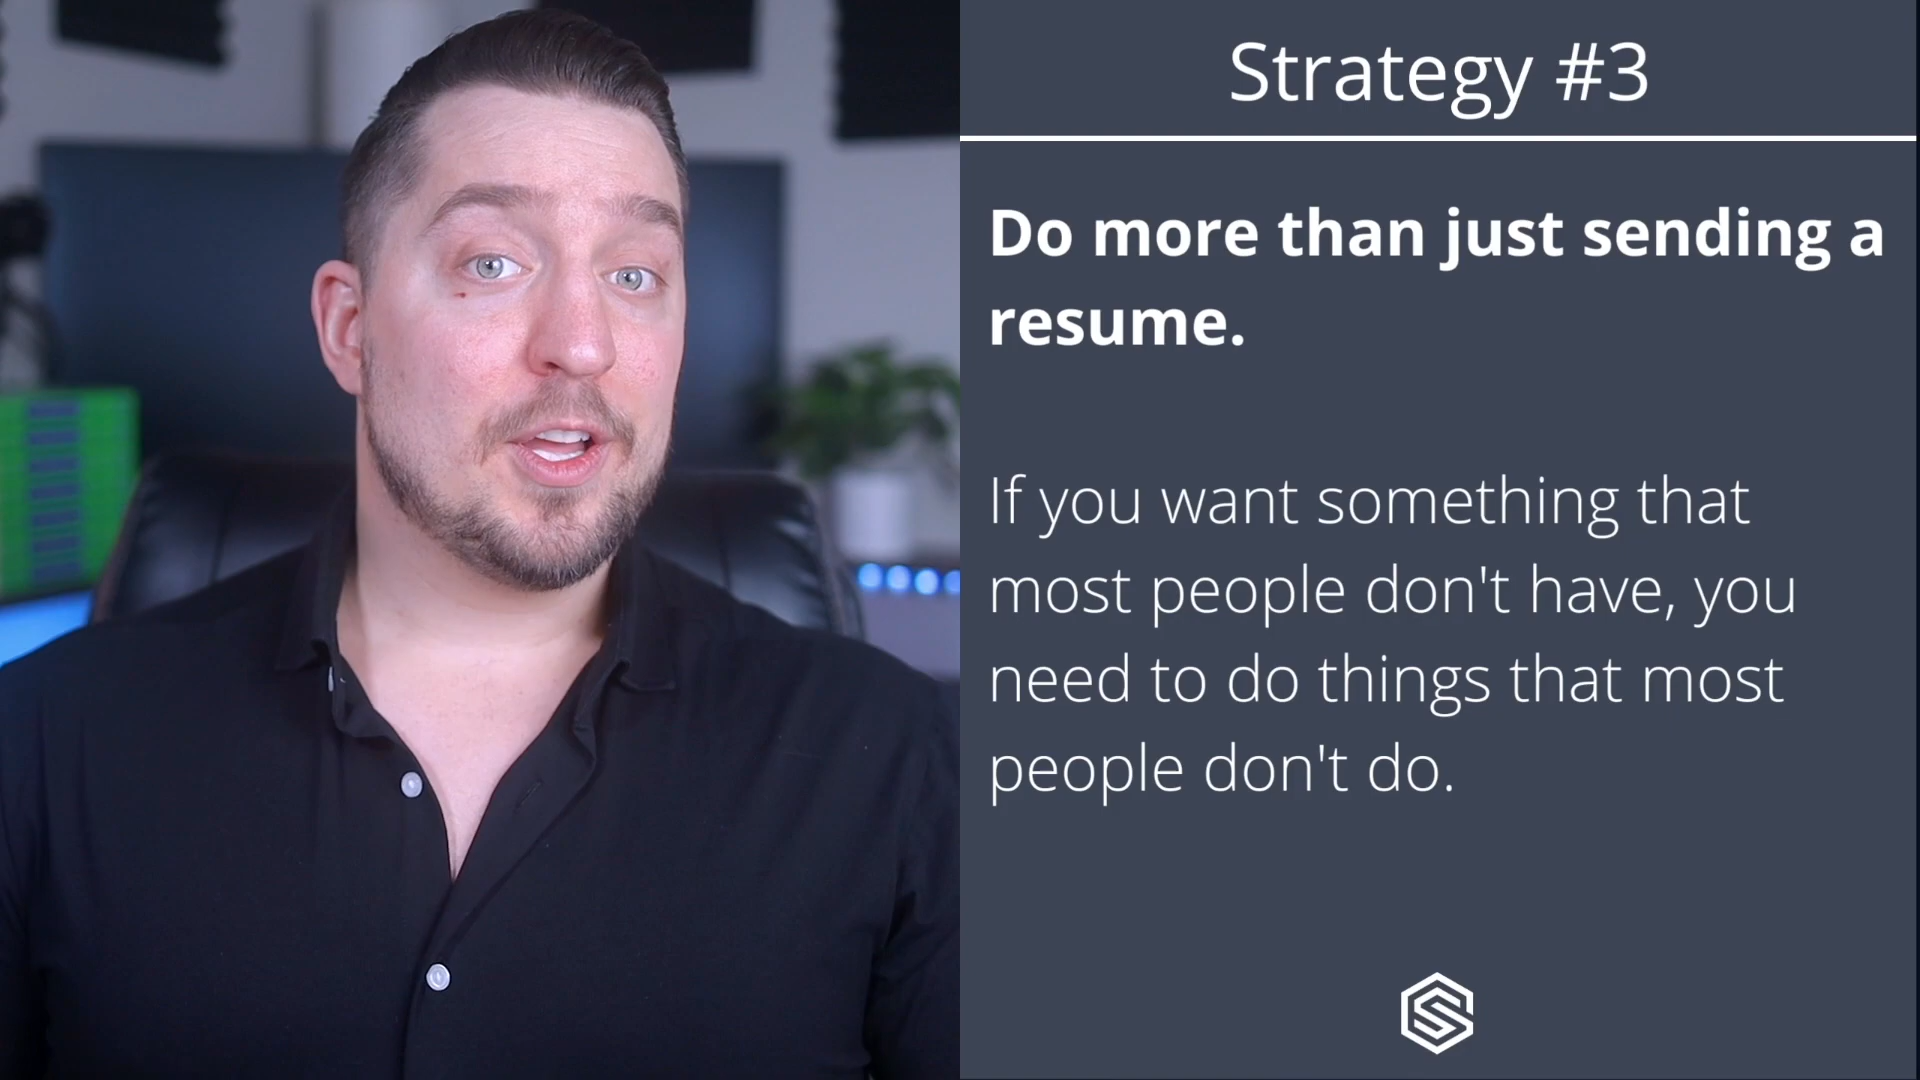 Strategy #3
Do more than just sending a
resume.
If you want something that
most people don't have, you
need to do things that most
people don't do.